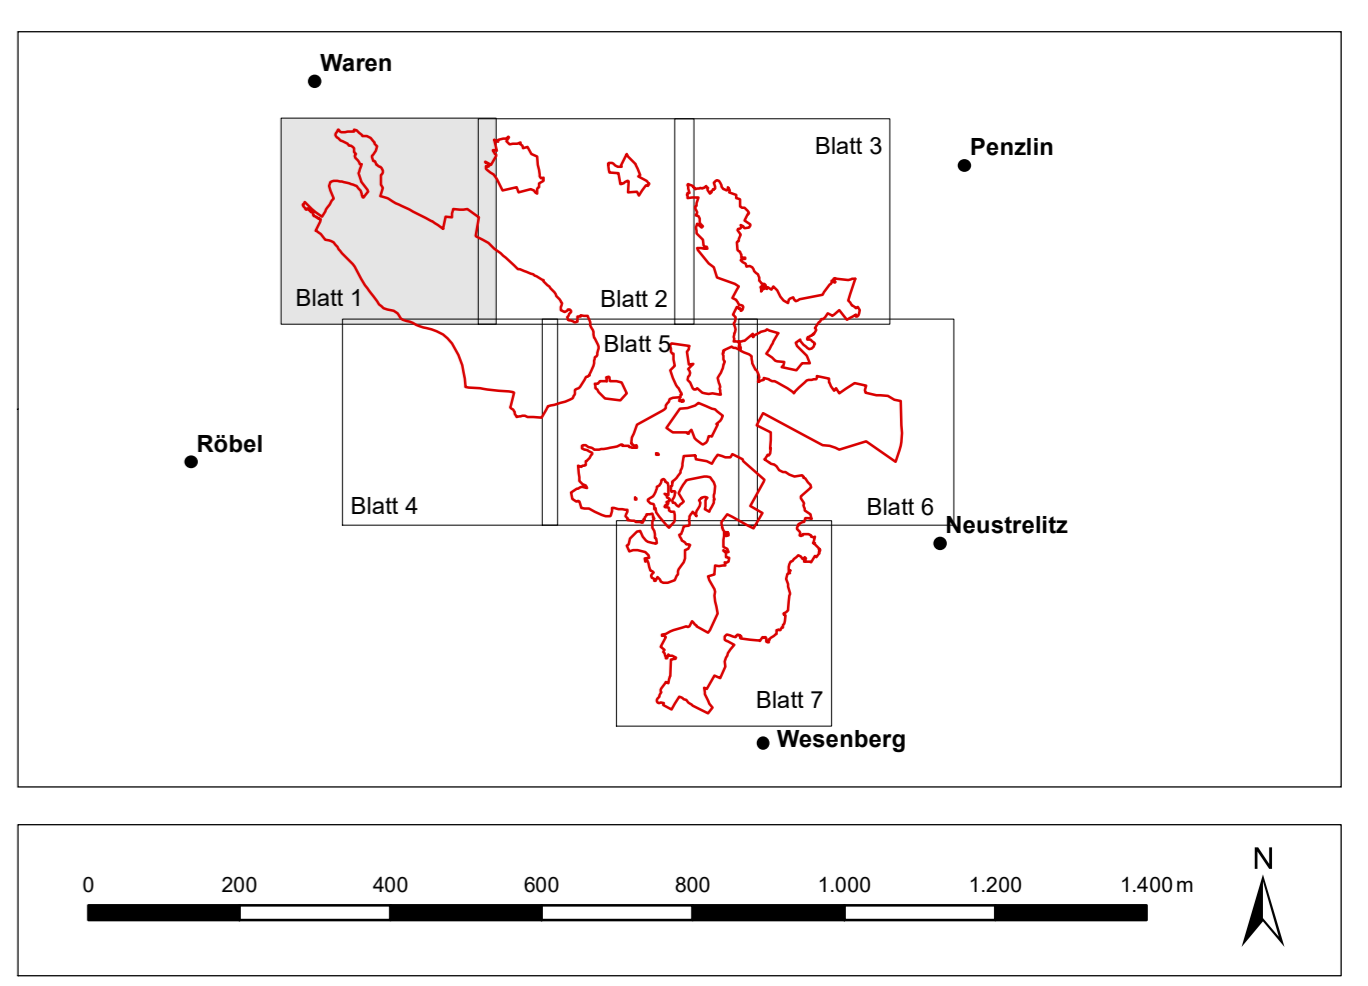 Waren
Blatt 3
Penzlin
Blatt 1
Blatt 2
Blatt 5
Röbel
Blatt 4
Blatt 6
Neustrelitz
Blatt 7
Wesenberg
0 200 400 600 800 1.000 1.200 1.400 m
N